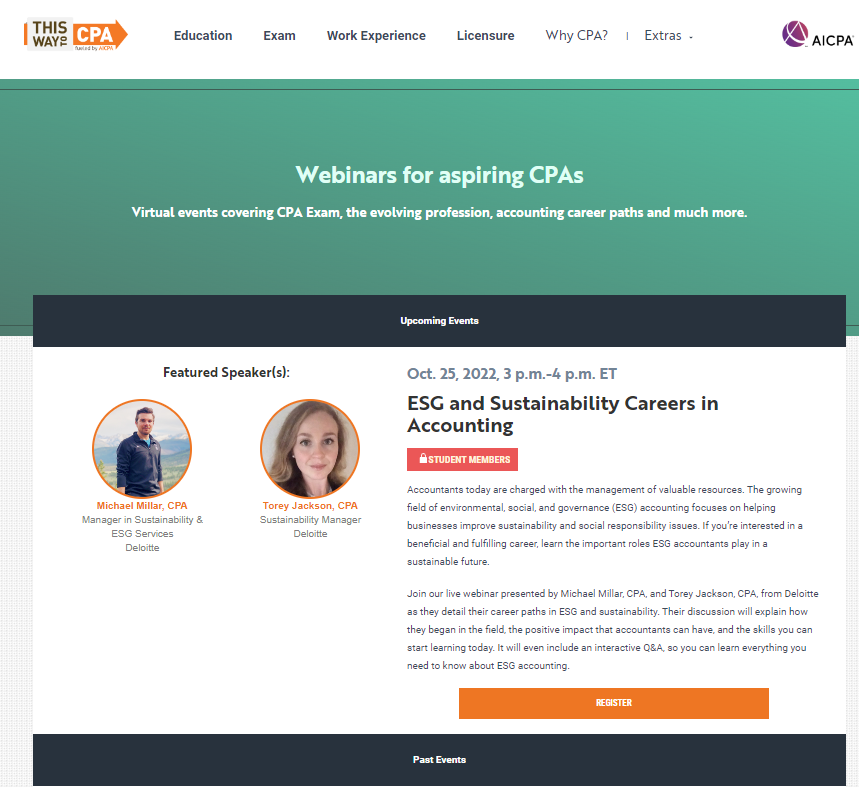 THIS WAY TO CPA
fueled by AICPA
Education Exam Work Experience Licensure Why CPA? | Extras
AICPA
Webinars for aspiring CPAs
Virtual events covering CPA Exam, the evolving profession, accounting career paths and much more.
Upcoming Events
Featured Speaker(s):
Michael Millar, CPA
Manager in Sustainability &
ESG Services
Deloitte
Torey Jackson, CPA
Sustainability Manager
Deloitte
Oct. 25, 2022, 3 p.m.-4 p.m. ET
ESG and Sustainability Careers in
Accounting
STUDENT MEMBERS
Accountants today are charged with the management of valuable resources. The growing
field of environmental, social, and governance (ESG) accounting focuses on helping
businesses improve sustainability and social responsibility issues. If you're interested in a
beneficial and fulfilling career, learn the important roles ESG accountants play in a
sustainable future.
Join our live webinar presented by Michael Millar, CPA, and Torey Jackson, CPA, from Deloitte
as they detail their career paths in ESG and sustainability. Their discussion will explain how
they began in the field, the positive impact that accountants can have, and the skills you can
start learning today. It will even include an interactive Q&A, so you can learn everything you
need to know about ESG accounting.
REGISTER
Past Events